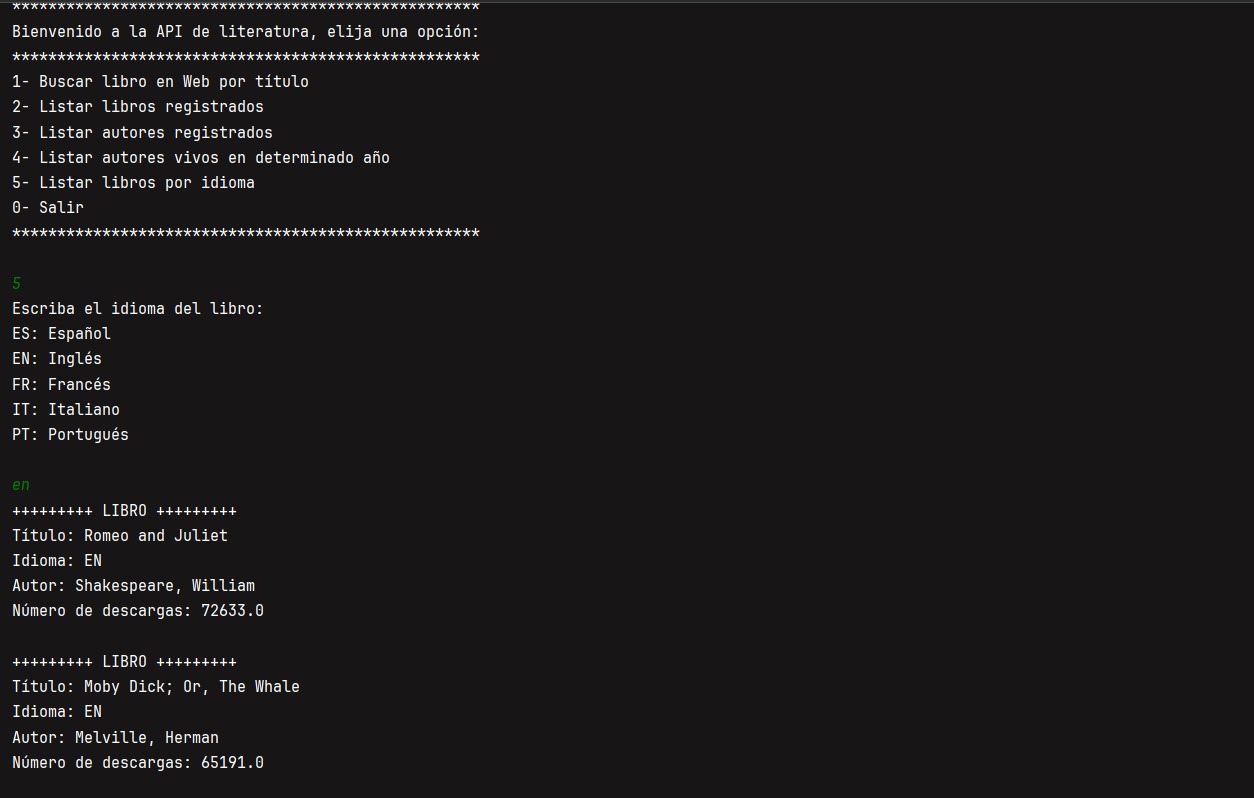 ****************************************************
Bienvenido a la API de literatura, elija una opción:
****************************************************
1- Buscar libro en Web por título
2- Listar libros registrados
3- Listar autores registrados
4- Listar autores vivos en determinado año
5- Listar libros por idioma
0- Salir
****************************************************
5
Escriba el idioma del libro:
ES: Español
EN: Inglés
FR: Francés
IT: Italiano
PT: Portugués
en
+++++++++ LIBRO +++++++++
Título: Romeo and Juliet
Idioma: EN
Autor: Shakespeare, William
Número de descargas: 72633.0
+++++++++ LIBRO +++++++++
Título: Moby Dick; Or, The Whale
Idioma: EN
Autor: Melville, Herman
Número de descargas: 65191.0